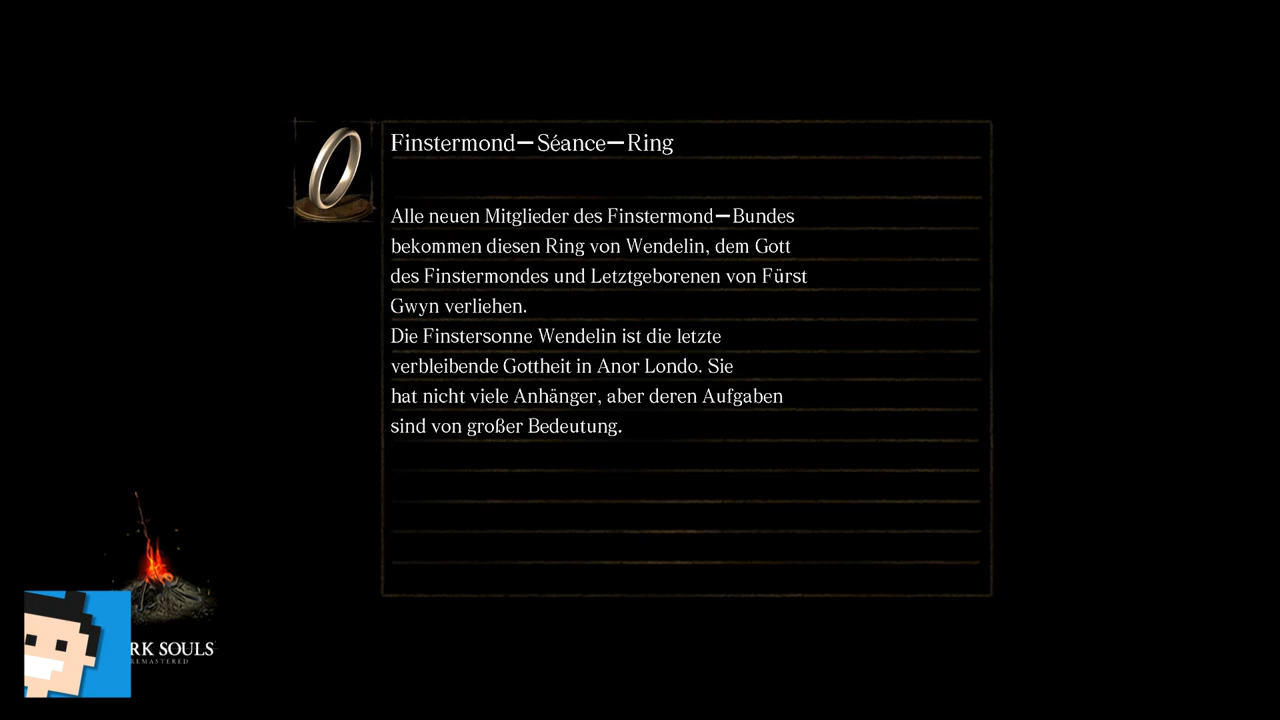 Finstermond–Séance–Ring
Alle neuen Mitglieder des Finstermond–Bundes
bekommen diesen Ring von Wendelin, dem Gott
des Finstermondes und Letztgeborenen von Fürst
Gwyn verliehen.
Die Finstersonne Wendelin ist die letzte
verbleibende Gottheit in Anor Londo. Sie
hat nicht viele Anhänger, aber deren Aufgaben
sind von großer Bedeutung.
RK SOULS
REMASTERED